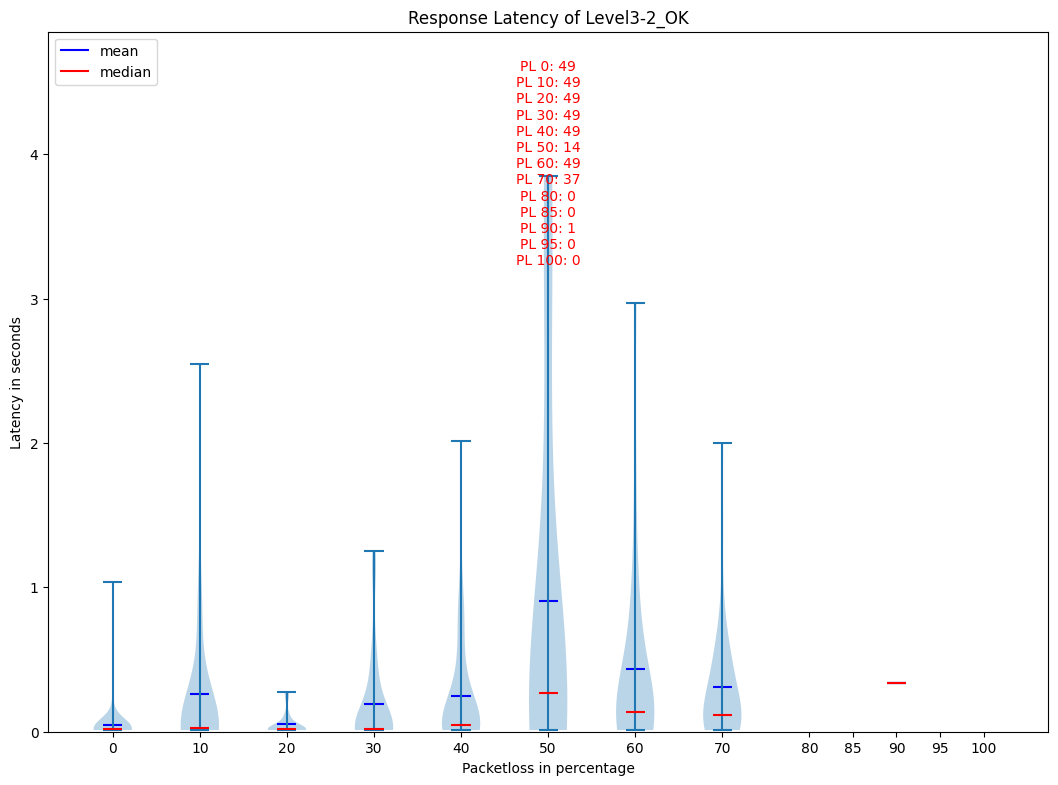 Response Latency of Level3-2_OK
mean
median
PL 0: 49
PL 10: 49
PL 20: 49
PL 30: 49
PL 40: 49
PL 50: 14
PL 60: 49
PL 70: 37
PL 80: 0
PL 85: 0
PL 90: 1
PL 95: 0
PL 100: 0
4
3
2
1
0
Latency in seconds
0 10 20 30 40 50 60 70 80 85 90 95 100
Packetloss in percentage